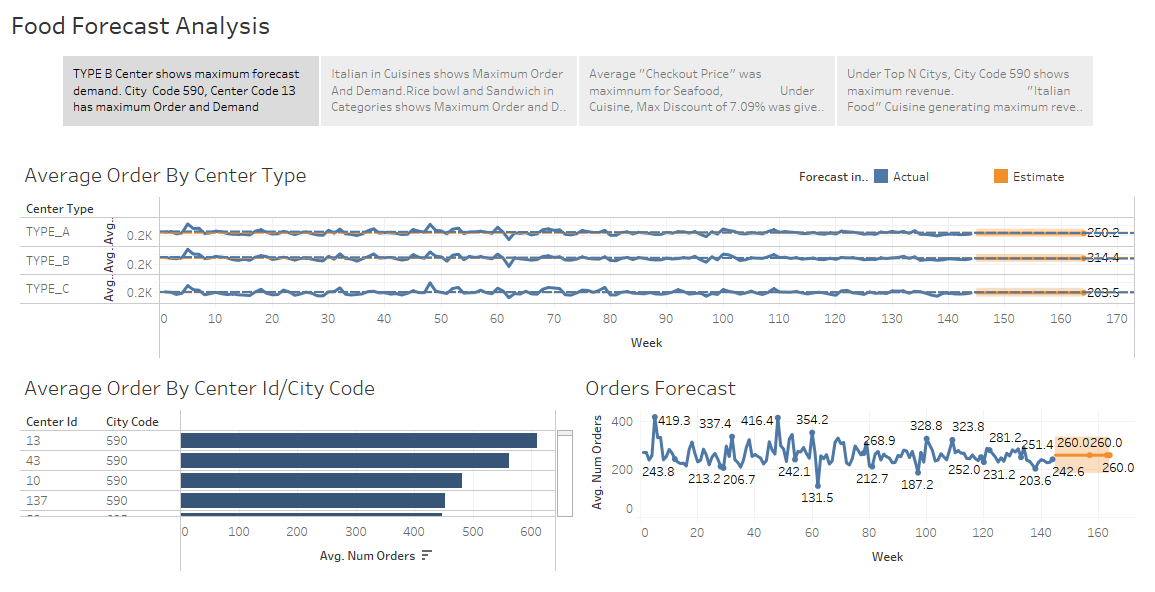 Food Forecast Analysis
TYPE B Center shows maximum forecast
demand. City Code 590, Center Code 13
has maximum Order and Demand
Italian in Cuisines shows Maximum Order
And Demand.Rice bowl and Sandwich in
Categories shows Maximum Order and D..
Average "Checkout Price" was
maximnum for Seafood, Under
Cuisine, Max Discount of 7.09% was give..
Under Top N Citys, City Code 590 shows
maximum revenue. "Italian
Food" Cuisine generating maximum reve..
Average Order By Center Type
Forecast in.. Actual Estimate
Center Type
TYPE_A Avg.. 0.2K 250.2
TYPE_B Avg.. 0.2K 314.4
TYPE_C Avg.. 0.2K 203.5
0 10 20 30 40 50 60 70 80 90 100 110 120 130 140 150 160 170
Week
Average Order By Center Id/City Code
Center Id City Code
13 590
43 590
10 590
137 590
0 100 200 300 400 500 600
Avg. Num Orders
Orders Forecast
Avg. Num Orders
400
200
0
419.3 337.4 416.4 354.2 268.9 328.8 323.8 281.2 251.4 260.0 260.0
243.8 213.2 206.7 242.1 131.5 212.7 187.2 252.0 231.2 203.6 242.6 260.0
0 20 40 60 80 100 120 140 160
Week